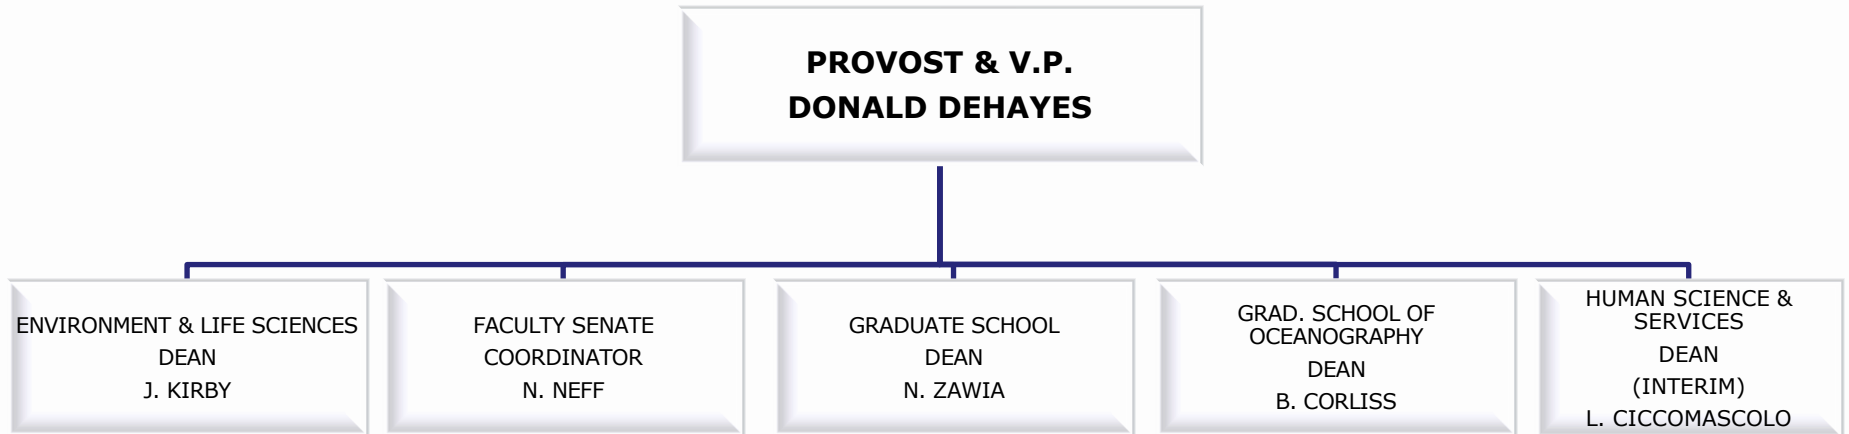 PROVOST & V.P.
DONALD DEHAYES
ENVIRONMENT & LIFE SCIENCES
DEAN
J. KIRBY
FACULTY SENATE
COORDINATOR
N. NEFF
GRADUATE SCHOOL
DEAN
N. ZAWIA
GRAD. SCHOOL OF
OCEANOGRAPHY
DEAN
B. CORLISS
HUMAN SCIENCE &
SERVICES
DEAN
(INTERIM)
L. CICCOMASCOLO